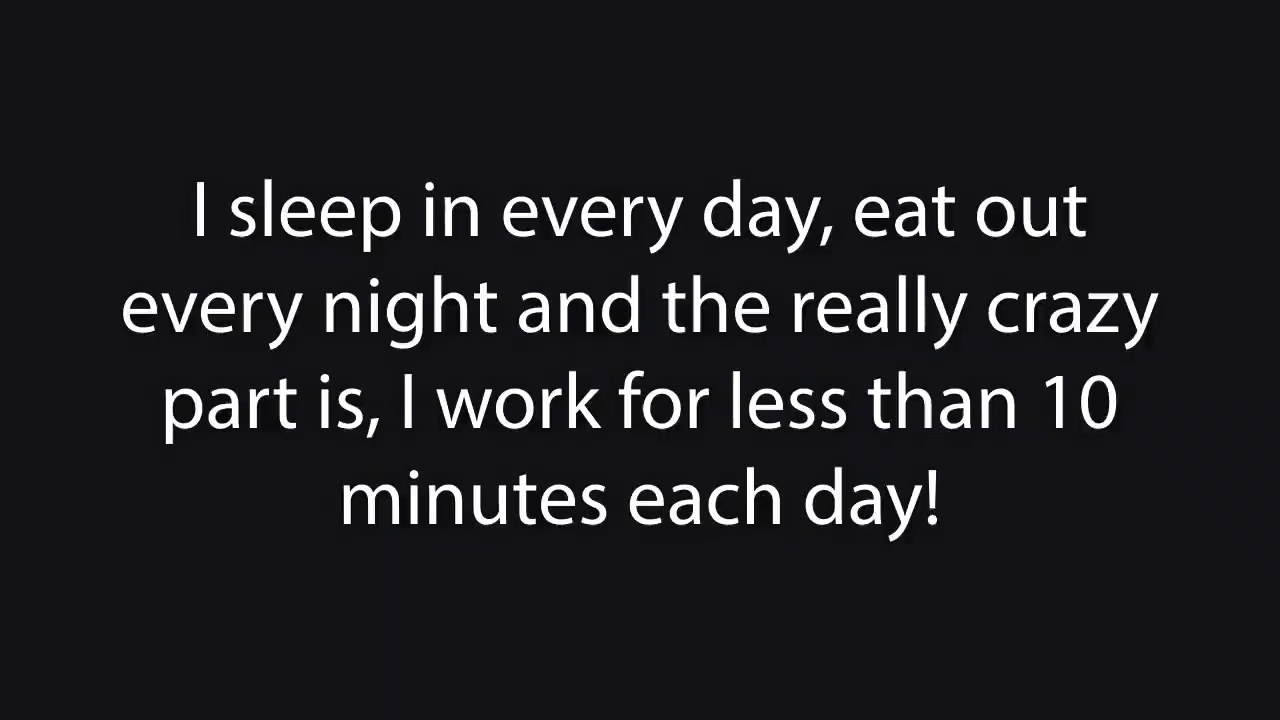 I sleep in every day, eat out
every night and the really crazy
part is, I work for less than 10
minutes each day!